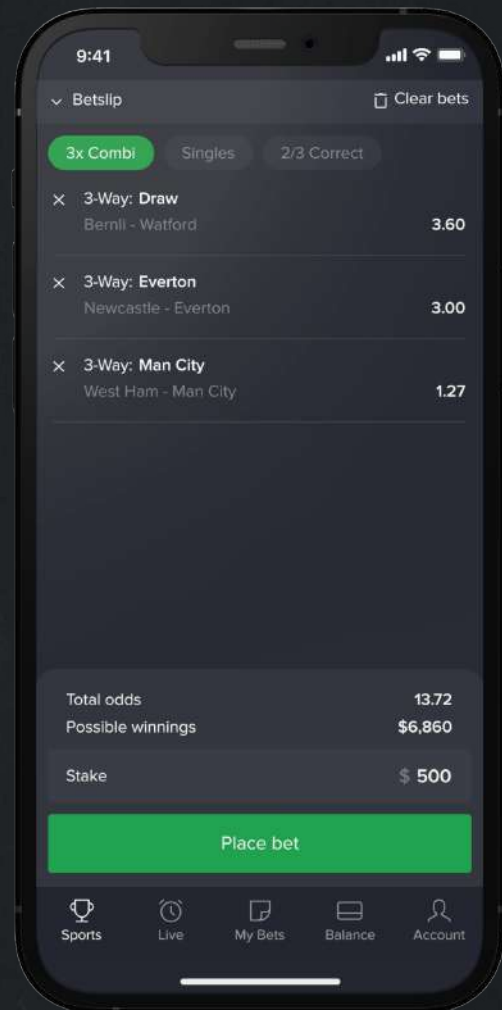 9:41
Betslip
Clear bets
3x Combi Singles 2/3 Correct
3-Way: Draw
Bernli - Watford 3.60
3-Way: Everton
Newcastle - Everton 3.00
3-Way: Man City
West Ham - Man City 1.27
Total odds 13.72
Possible winnings $6,860
Stake $ 500
Place bet
Sports Live My Bets Balance Account